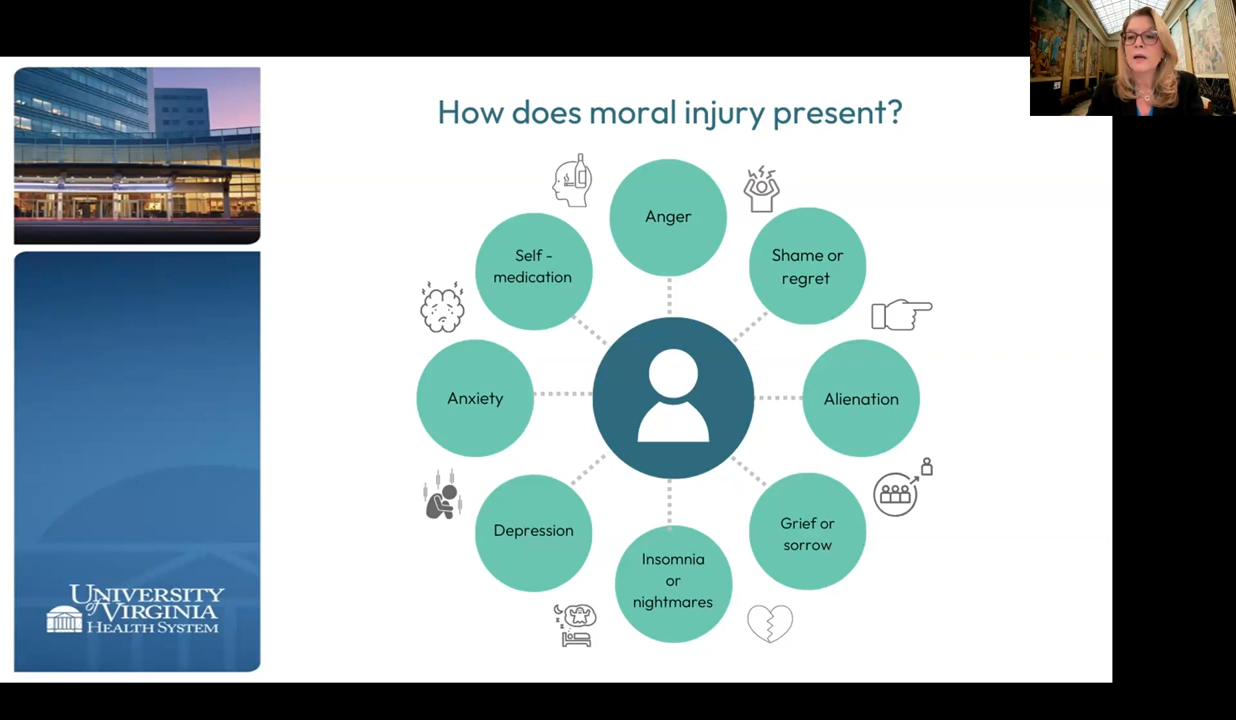 How does moral injury present?
Anger
Shame or
regret
Alienation
Grief or
sorrow
Insomnia
or
nightmares
Depression
Anxiety
Self -
medication
UNIVERSITY
of VIRGINIA
HEALTH SYSTEM